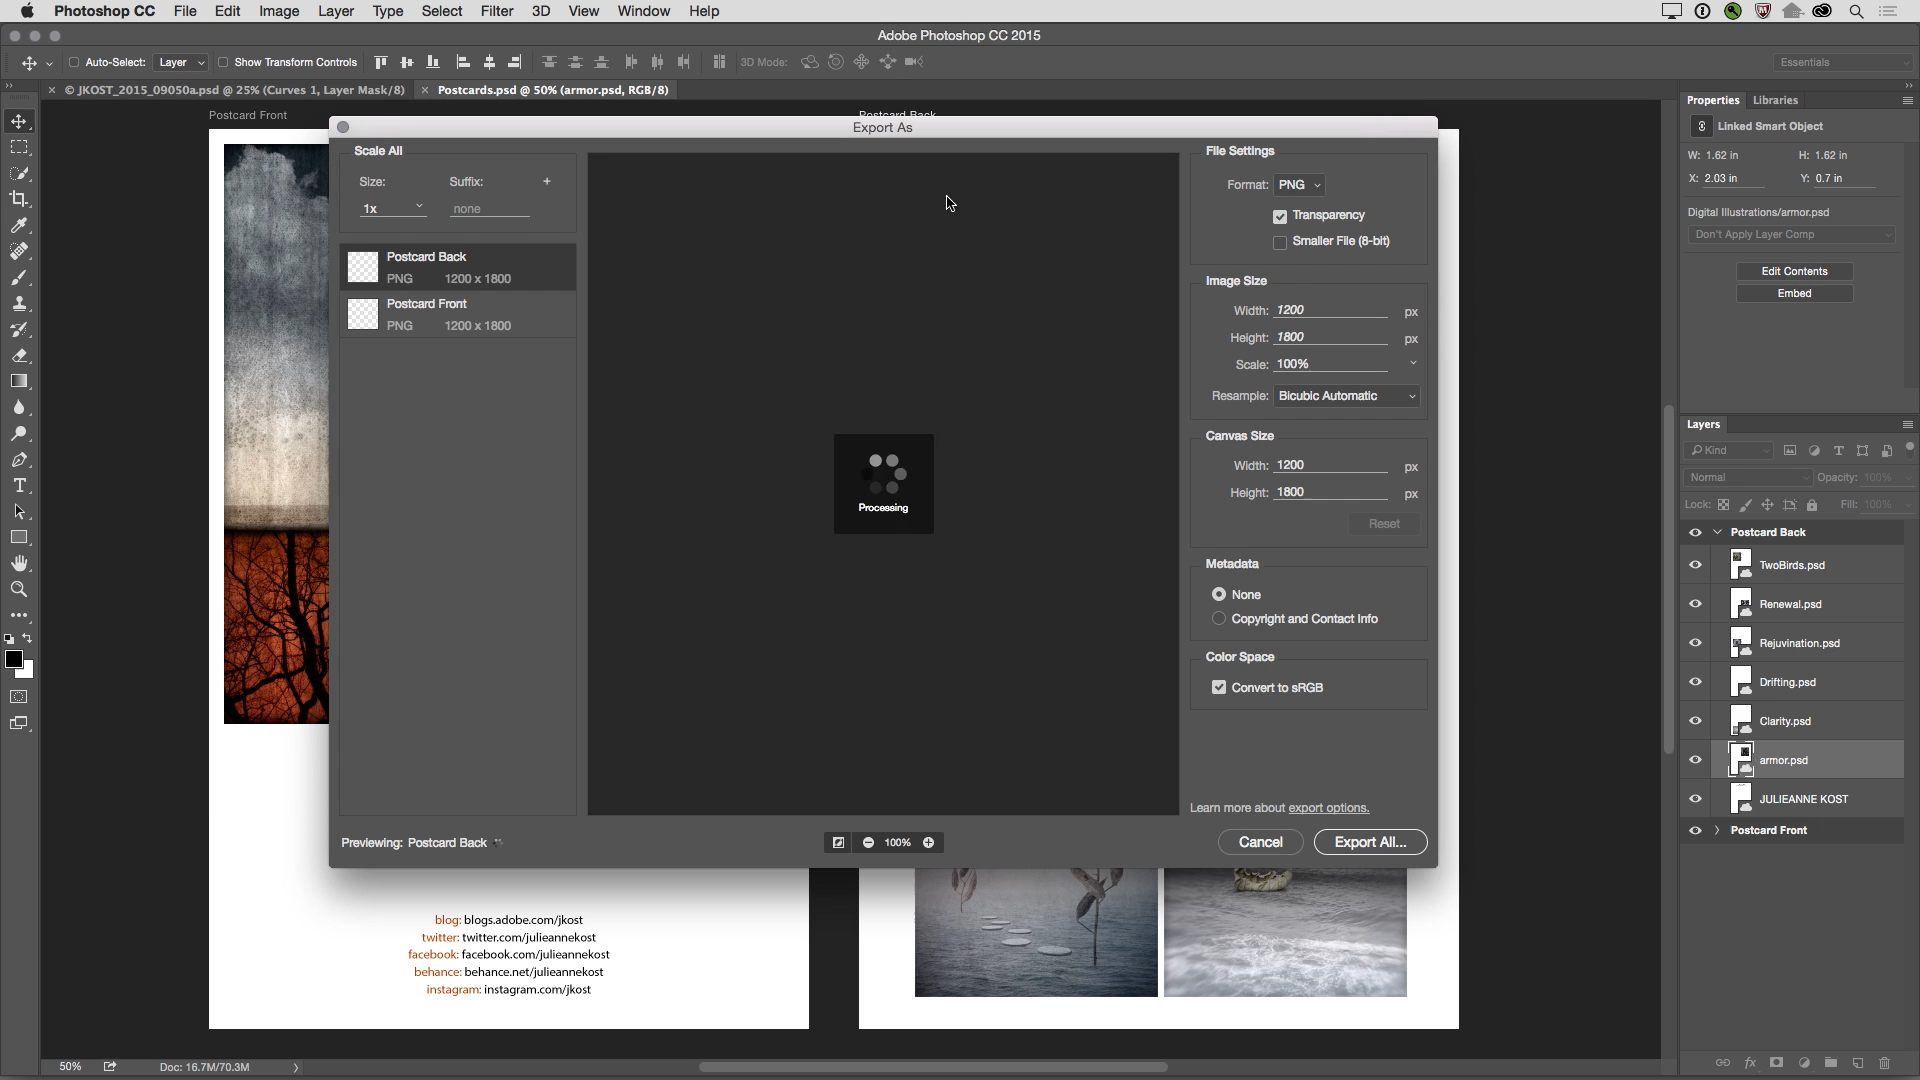 Photoshop CC File Edit Image Layer Type Select Filter 3D View Window Help
Adobe Photoshop CC 2015
Auto-Select: Layer Show Transform Controls 3D Mode: Essentials
× © JKOST_2015_09050a.psd @ 25% (Curves 1, Layer Mask/8) × Postcards.psd @ 50% (armor.psd, RGB/8)
Postcard Front
Postcard Back
Export As
Scale All
Size: Suffix: +
1x none
Postcard Back
PNG 1200 x 1800
Postcard Front
PNG 1200 x 1800
Processing
Previewing: Postcard Back
100%
File Settings
Format: PNG
Transparency
Smaller File (8-bit)
Image Size
Width: 1200 px
Height: 1800 px
Scale: 100%
Resample: Bicubic Automatic
Canvas Size
Width: 1200 px
Height: 1800 px
Reset
Metadata
None
Copyright and Contact Info
Color Space
Convert to sRGB
Learn more about export options.
Cancel Export All...
blog: blogs.adobe.com/jkost
twitter: twitter.com/julieannekost
facebook: facebook.com/julieannekost
behance: behance.net/julieannekost
instagram: instagram.com/jkost
50% Doc: 16.7M/70.3M
Properties Libraries
Linked Smart Object
W: 1.62 in H: 1.62 in
X: 2.03 in Y: 0.7 in
Digital Illustrations/armor.psd
Don't Apply Layer Comp
Edit Contents
Embed
Layers
Kind
Normal Opacity: 100%
Lock: Fill: 100%
Postcard Back
TwoBirds.psd
Renewal.psd
Rejuvination.psd
Drifting.psd
Clarity.psd
armor.psd
JULIEANNE KOST
Postcard Front